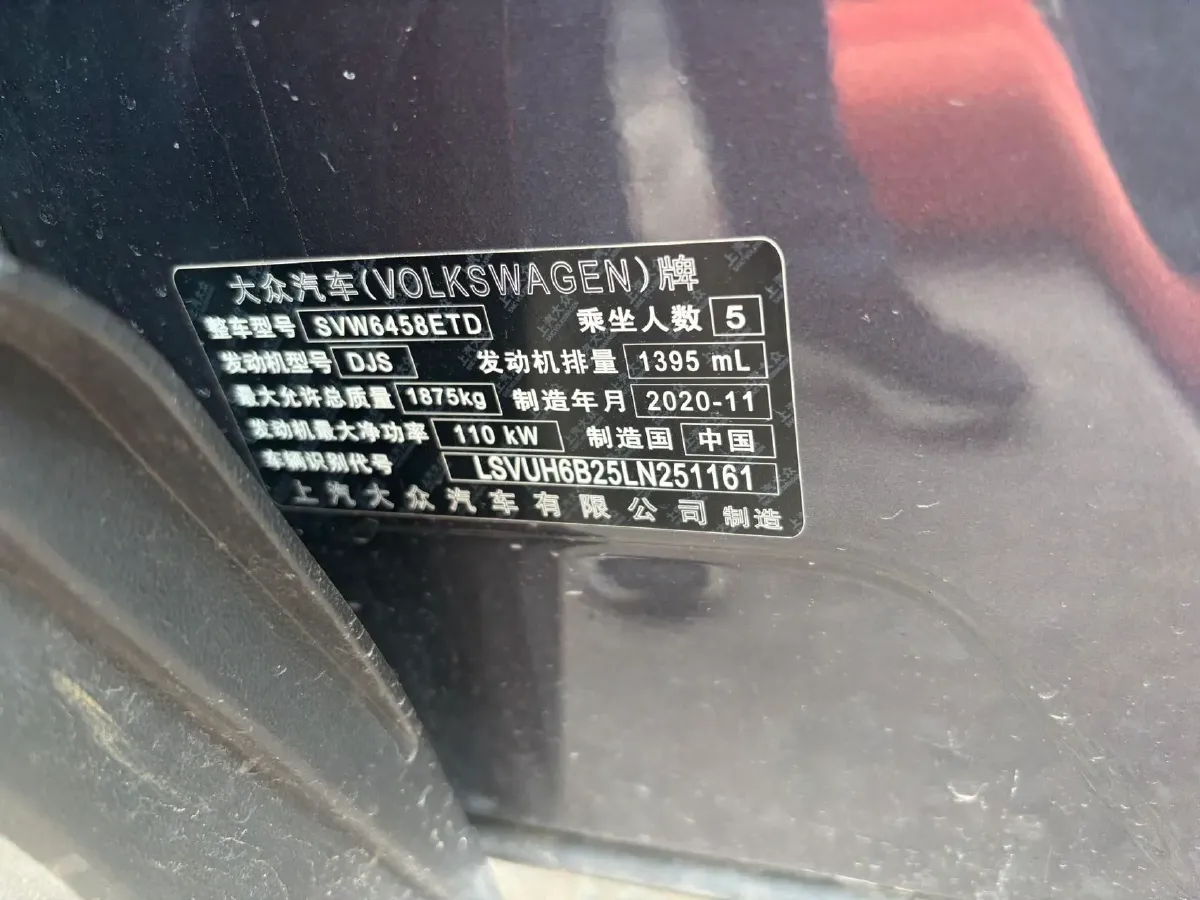 大众汽车(VOLKSWAGEN)牌
整车型号 SVW6458ETD 乘坐人数 5
发动机型号 DJS 发动机排量 1395 mL
最大允许总质量 1875kg 制造年月 2020-11
发动机最大净功率 110 kW 制造国 中国
车辆识别代号 LSVUH6B25LN251161
上汽大众汽车有限公司 制造